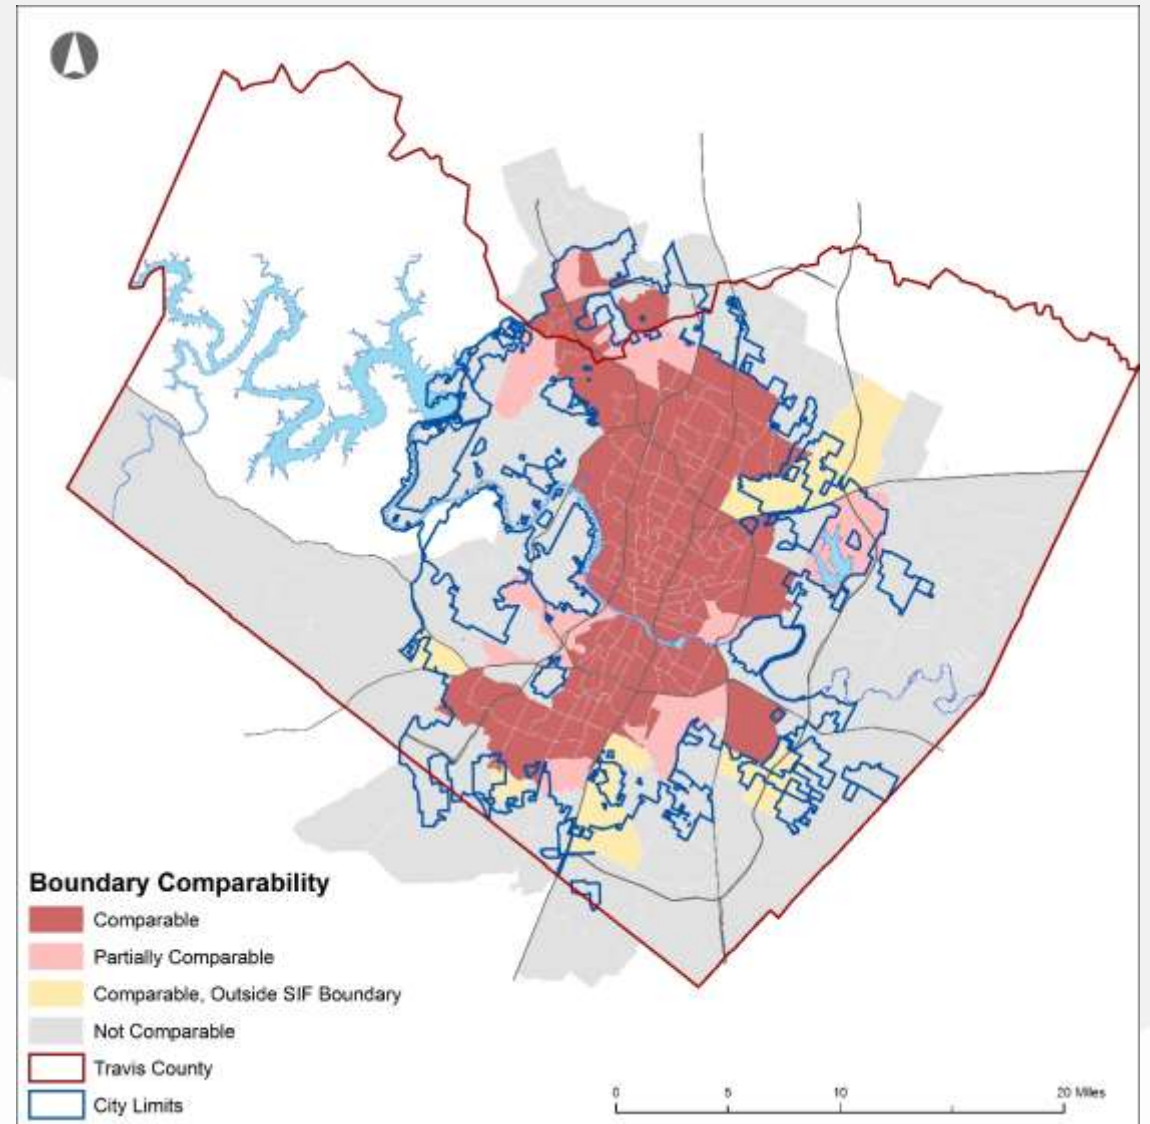 Boundary Comparability
Comparable
Partially Comparable
Comparable, Outside SIF Boundary
Not Comparable
Travis County
City Limits
0 5 10 20 Miles